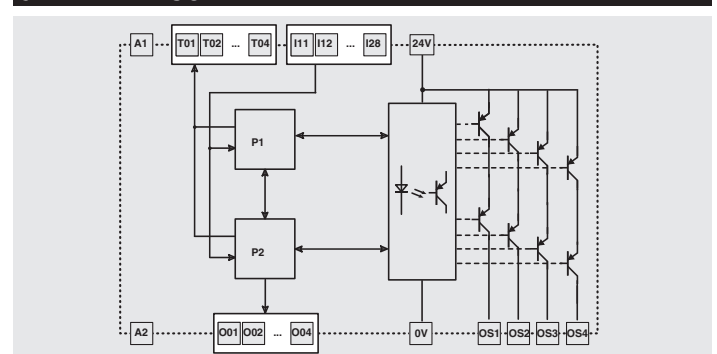 A1 T01 T02 ... T04 I11 I12 ... I28 24V
P1
P2
A2 O01 O02 ... O04 0V OS1 OS2 OS3 OS4